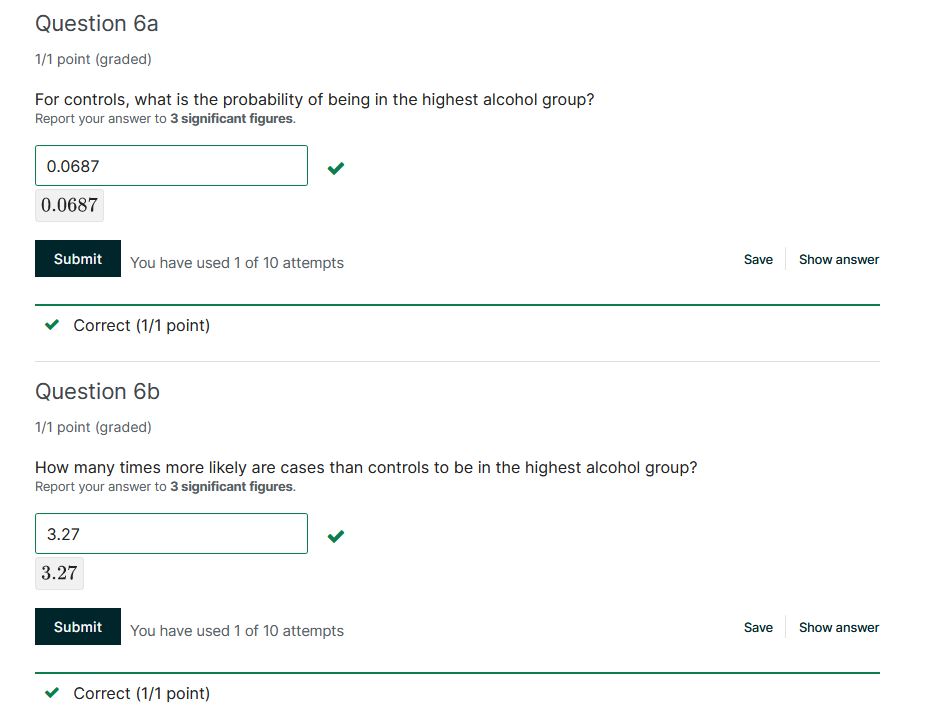 Question 6a
1/1 point (graded)
For controls, what is the probability of being in the highest alcohol group?
Report your answer to 3 significant figures.
0.0687
0.0687
Submit You have used 1 of 10 attempts Save Show answer
Correct (1/1 point)
Question 6b
1/1 point (graded)
How many times more likely are cases than controls to be in the highest alcohol group?
Report your answer to 3 significant figures.
3.27
3.27
Submit You have used 1 of 10 attempts Save Show answer
Correct (1/1 point)